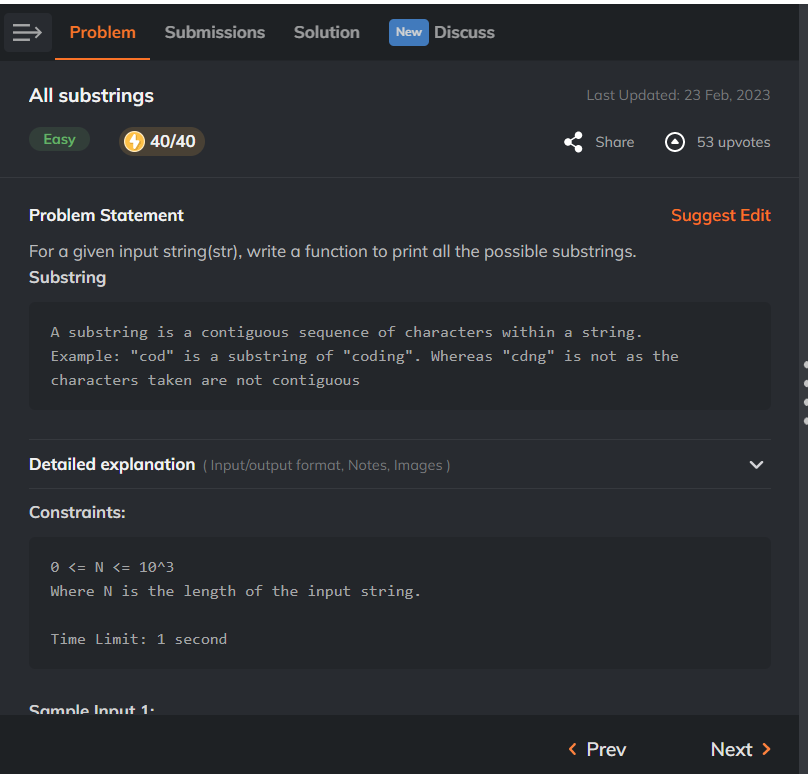 Problem Submissions Solution New Discuss
All substrings Last Updated: 23 Feb, 2023
Easy 40/40 Share 53 upvotes
Problem Statement Suggest Edit
For a given input string(str), write a function to print all the possible substrings.
Substring
A substring is a contiguous sequence of characters within a string.
Example: "cod" is a substring of "coding". Whereas "cdng" is not as the
characters taken are not contiguous
Detailed explanation ( Input/output format, Notes, Images )
Constraints:
0 <= N <= 10^3
Where N is the length of the input string.
Time Limit: 1 second
Sample Input 1:
Prev Next